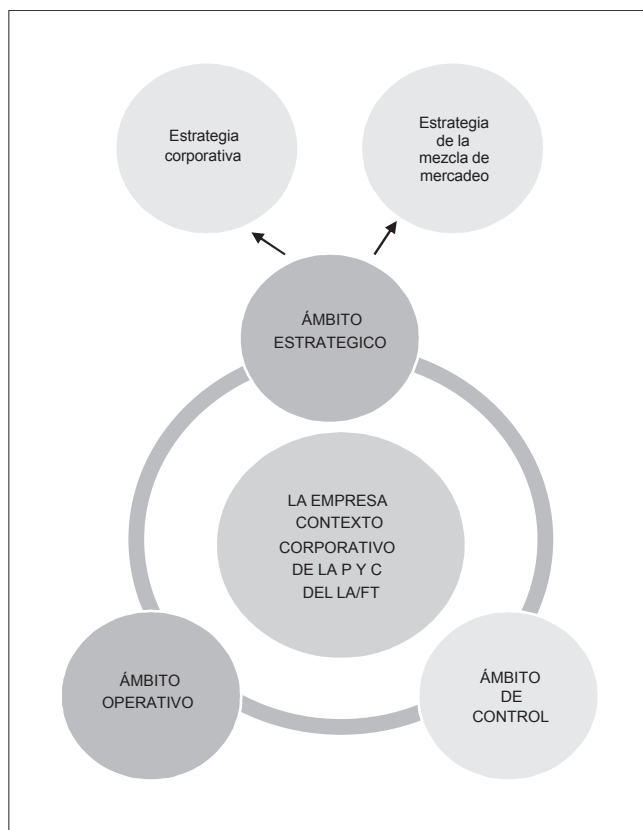 Estrategia
corporativa
Estrategia
de la
mezcla de
mercadeo
ÁMBITO
ESTRATEGICO
LA EMPRESA
CONTEXTO
CORPORATIVO
DE LA P Y C
DEL LA/FT
ÁMBITO
OPERATIVO
ÁMBITO
DE
CONTROL